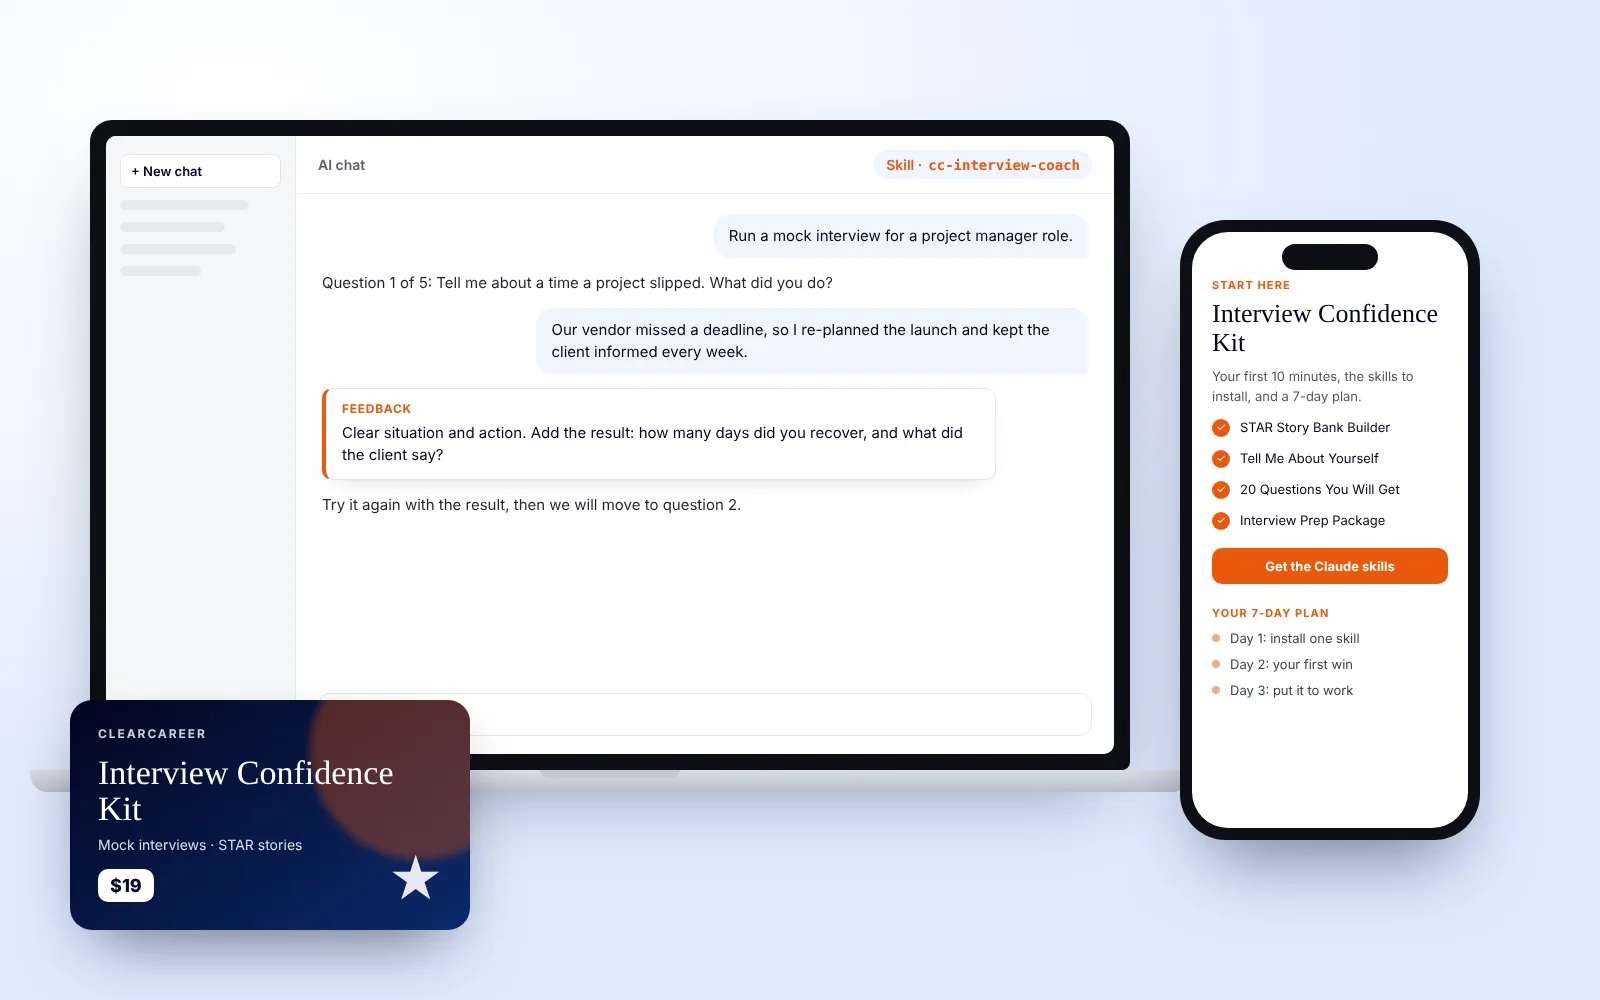 + New chat
AI chat
Skill · cc-interview-coach
Run a mock interview for a project manager role.
Question 1 of 5: Tell me about a time a project slipped. What did you do?
Our vendor missed a deadline, so I re-planned the launch and kept the
client informed every week.
FEEDBACK
Clear situation and action. Add the result: how many days did you recover, and what did
the client say?
Try it again with the result, then we will move to question 2.
CLEARCAREER
Interview Confidence
Kit
Mock interviews · STAR stories
$19
START HERE
Interview Confidence
Kit
Your first 10 minutes, the skills to
install, and a 7-day plan.
STAR Story Bank Builder
Tell Me About Yourself
20 Questions You Will Get
Interview Prep Package
Get the Claude skills
YOUR 7-DAY PLAN
Day 1: install one skill
Day 2: your first win
Day 3: put it to work